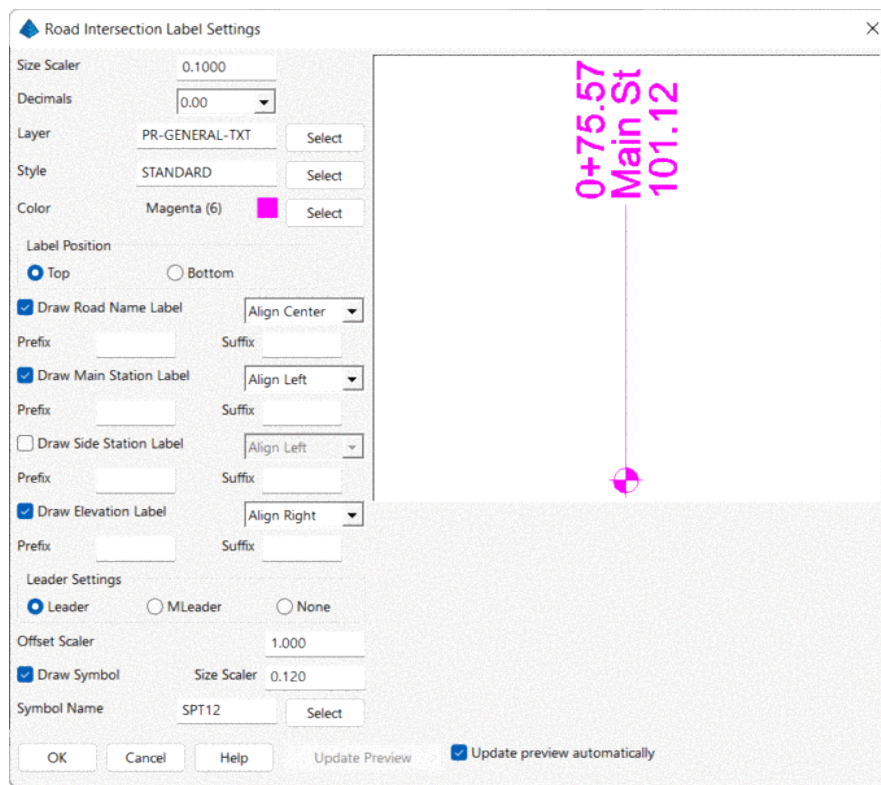 Road Intersection Label Settings
Size Scaler 0.1000
Decimals 0.00
Layer PR-GENERAL-TXT Select
Style STANDARD Select
Color Magenta (6) Select
Label Position
Top Bottom
Draw Road Name Label Align Center
Prefix Suffix
Draw Main Station Label Align Left
Prefix Suffix
Draw Side Station Label Align Left
Prefix Suffix
Draw Elevation Label Align Right
Prefix Suffix
Leader Settings
Leader MLeader None
Offset Scaler 1.000
Draw Symbol Size Scaler 0.120
Symbol Name SPT12 Select
OK Cancel Help Update Preview Update preview automatically
0+75.57
Main St
101.12